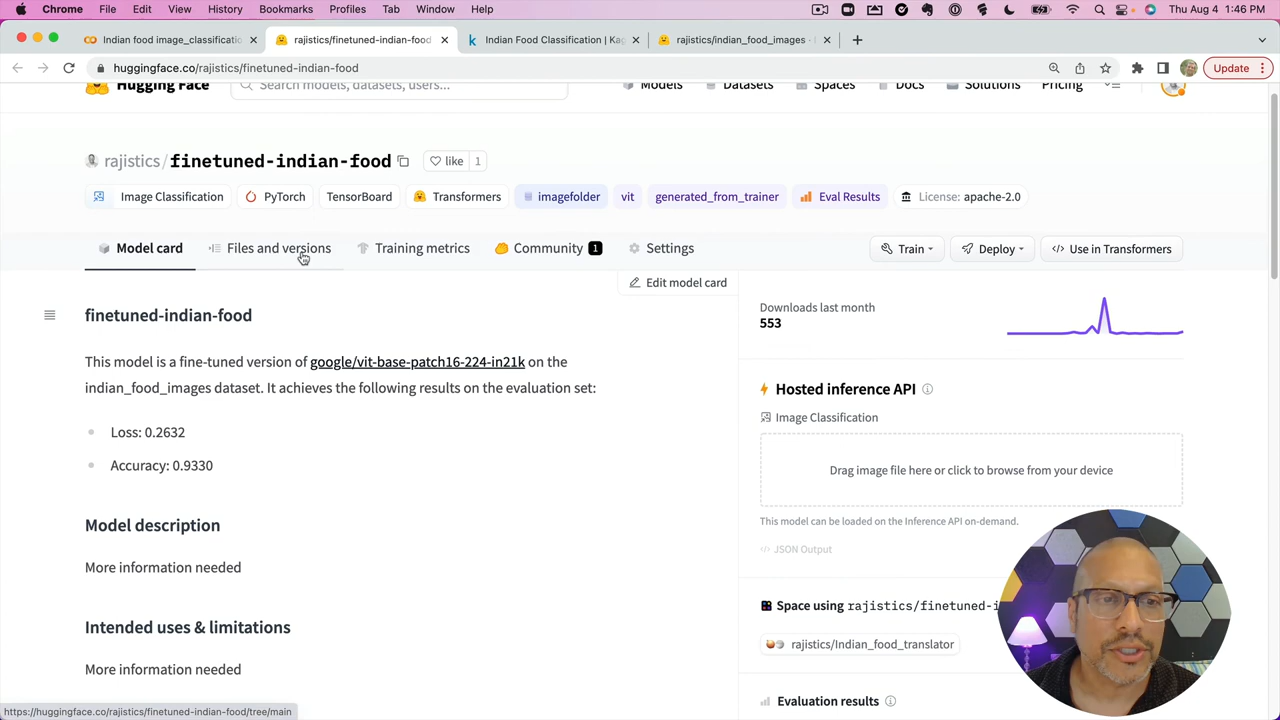 Chrome File Edit View History Bookmarks Profiles Tab Window Help Thu Aug 4 1:46 PM
Indian food image_classificati rajistics/finetuned-indian-food Indian Food Classification | Kag rajistics/indian_food_images -
huggingface.co/rajistics/finetuned-indian-food Update
Hugging Face Search models, datasets, users... Models Datasets Spaces Docs Solutions Pricing
rajistics/finetuned-indian-food like 1
Image Classification PyTorch TensorBoard Transformers imagefolder vit generated_from_trainer Eval Results License: apache-2.0
Model card Files and versions Training metrics Community 1 Settings Train Deploy Use in Transformers
Edit model card
finetuned-indian-food
This model is a fine-tuned version of google/vit-base-patch16-224-in21k on the
indian_food_images dataset. It achieves the following results on the evaluation set:
Loss: 0.2632
Accuracy: 0.9330
Model description
More information needed
Intended uses & limitations
More information needed
Downloads last month
553
Hosted inference API
Image Classification
Drag image file here or click to browse from your device
This model can be loaded on the Inference API on-demand.
JSON Output
Space using rajistics/finetuned-i
rajistics/Indian_food_translator
Evaluation results
https://huggingface.co/rajistics/finetuned-indian-food/tree/main